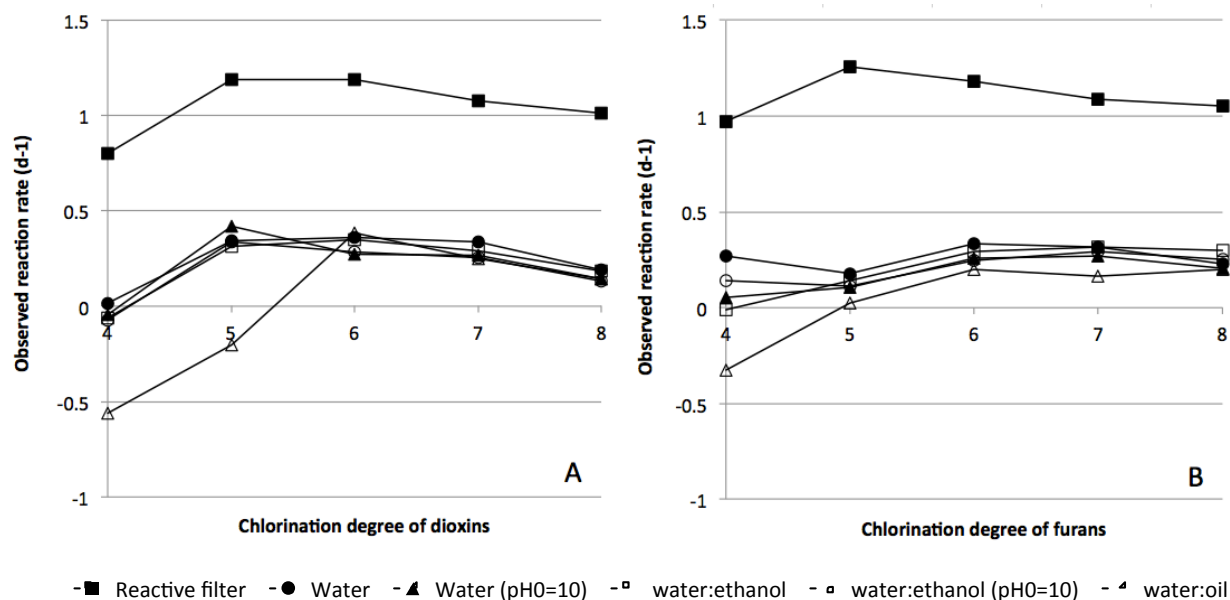 1.5
1
0.5
0
-0.5
-1
4 5 6 7 8
Observed reaction rate (d-1)
A
Chlorination degree of dioxins
1.5
1
0.5
0
-0.5
-1
4 5 6 7 8
Observed reaction rate (d-1)
B
Chlorination degree of furans
Reactive filter Water Water (pH0=10) water:ethanol water:ethanol (pH0=10) water:oil